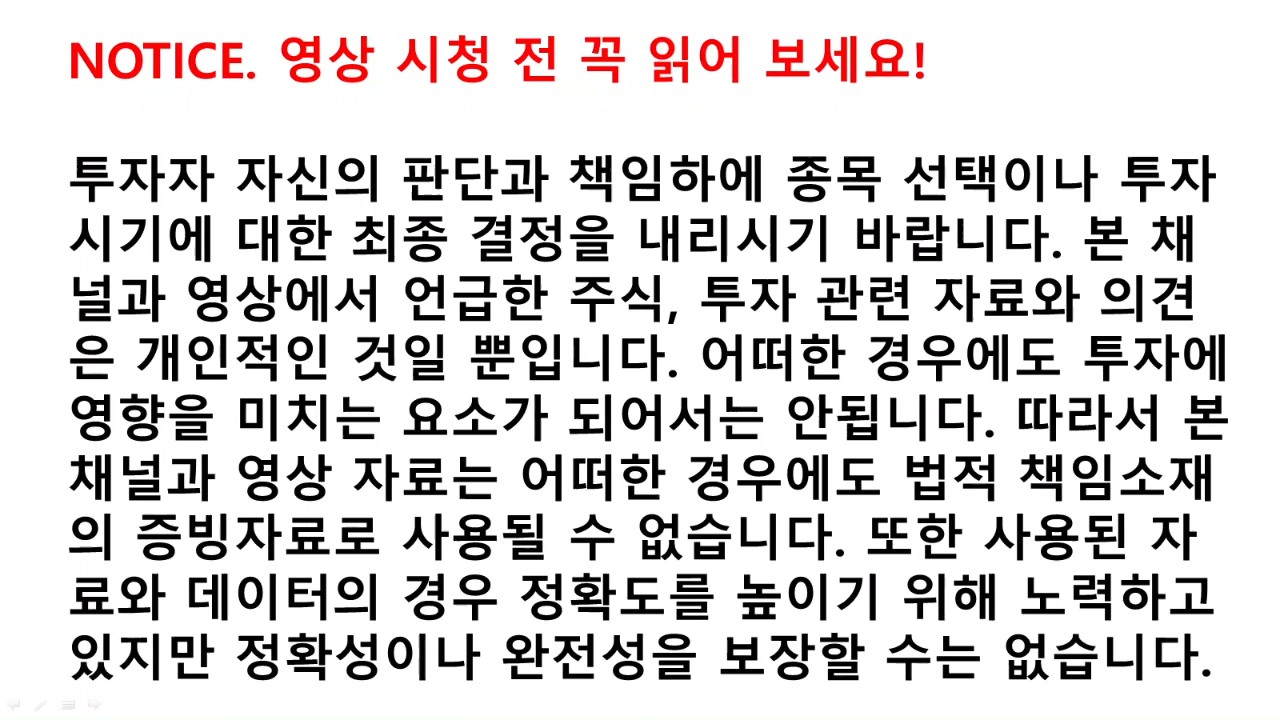 NOTICE. 영상 시청 전 꼭 읽어 보세요!
투자자 자신의 판단과 책임하에 종목 선택이나 투자
시기에 대한 최종 결정을 내리시기 바랍니다. 본 채
널과 영상에서 언급한 주식, 투자 관련 자료와 의견
은 개인적인 것일 뿐입니다. 어떠한 경우에도 투자에
영향을 미치는 요소가 되어서는 안됩니다. 따라서 본
채널과 영상 자료는 어떠한 경우에도 법적 책임소재
의 증빙자료로 사용될 수 없습니다. 또한 사용된 자
료와 데이터의 경우 정확도를 높이기 위해 노력하고
있지만 정확성이나 완전성을 보장할 수는 없습니다.